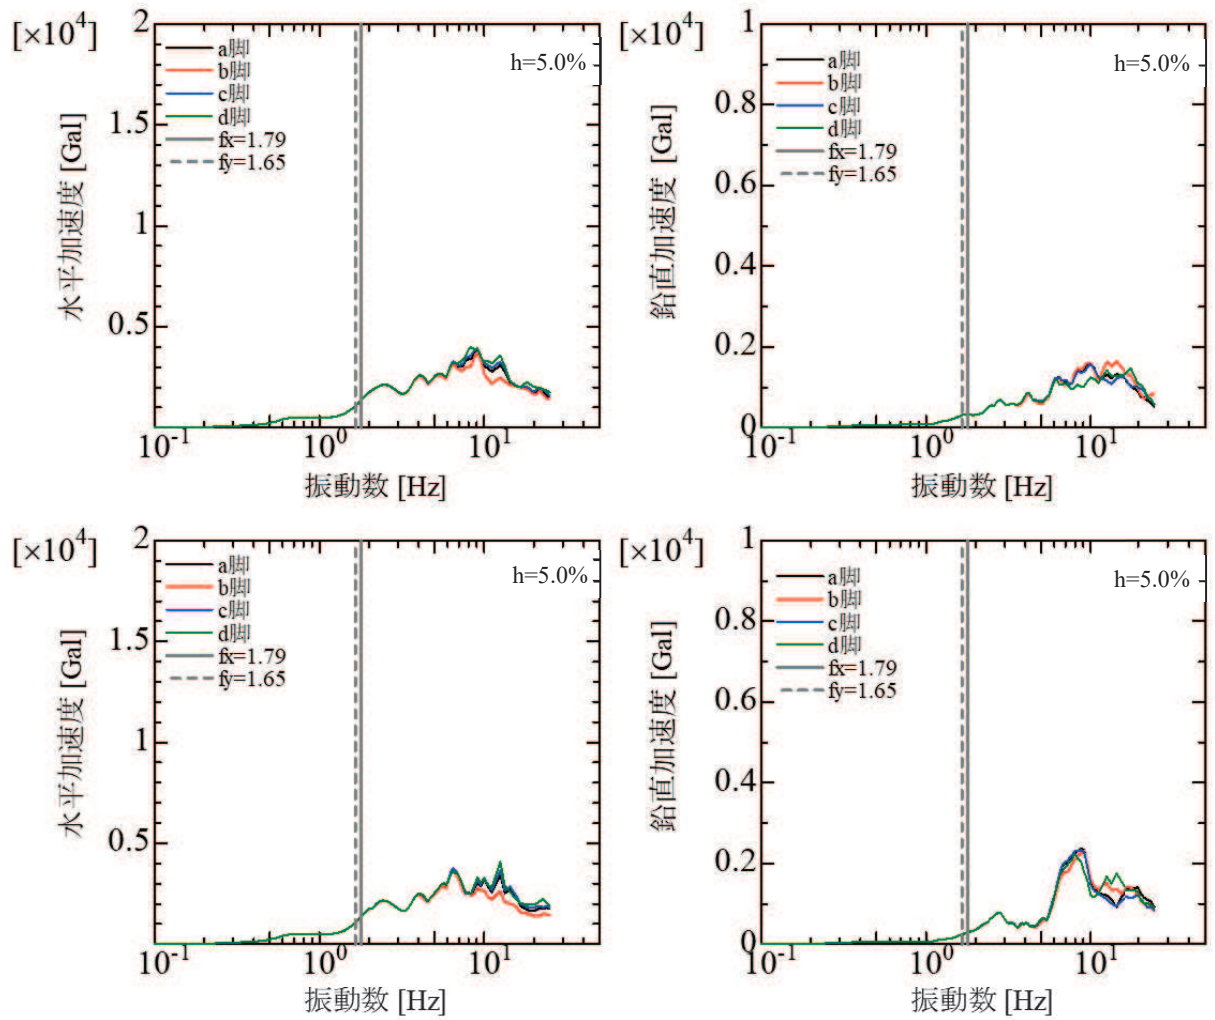 [×10⁴]
2
1.5
1
0.5
水平加速度 [Gal]
a脚
b脚
c脚
d脚
fx=1.79
fy=1.65
h=5.0%
10⁻¹
10⁰
10¹
振動数 [Hz]
[×10⁴]
1
0.8
0.6
0.4
0.2
0
鉛直加速度 [Gal]
a脚
b脚
c脚
d脚
fx=1.79
fy=1.65
h=5.0%
10⁻¹
10⁰
10¹
振動数 [Hz]
[×10⁴]
2
1.5
1
0.5
水平加速度 [Gal]
a脚
b脚
c脚
d脚
fx=1.79
fy=1.65
h=5.0%
10⁻¹
10⁰
10¹
振動数 [Hz]
[×10⁴]
1
0.8
0.6
0.4
0.2
0
鉛直加速度 [Gal]
a脚
b脚
c脚
d脚
fx=1.79
fy=1.65
h=5.0%
10⁻¹
10⁰
10¹
振動数 [Hz]